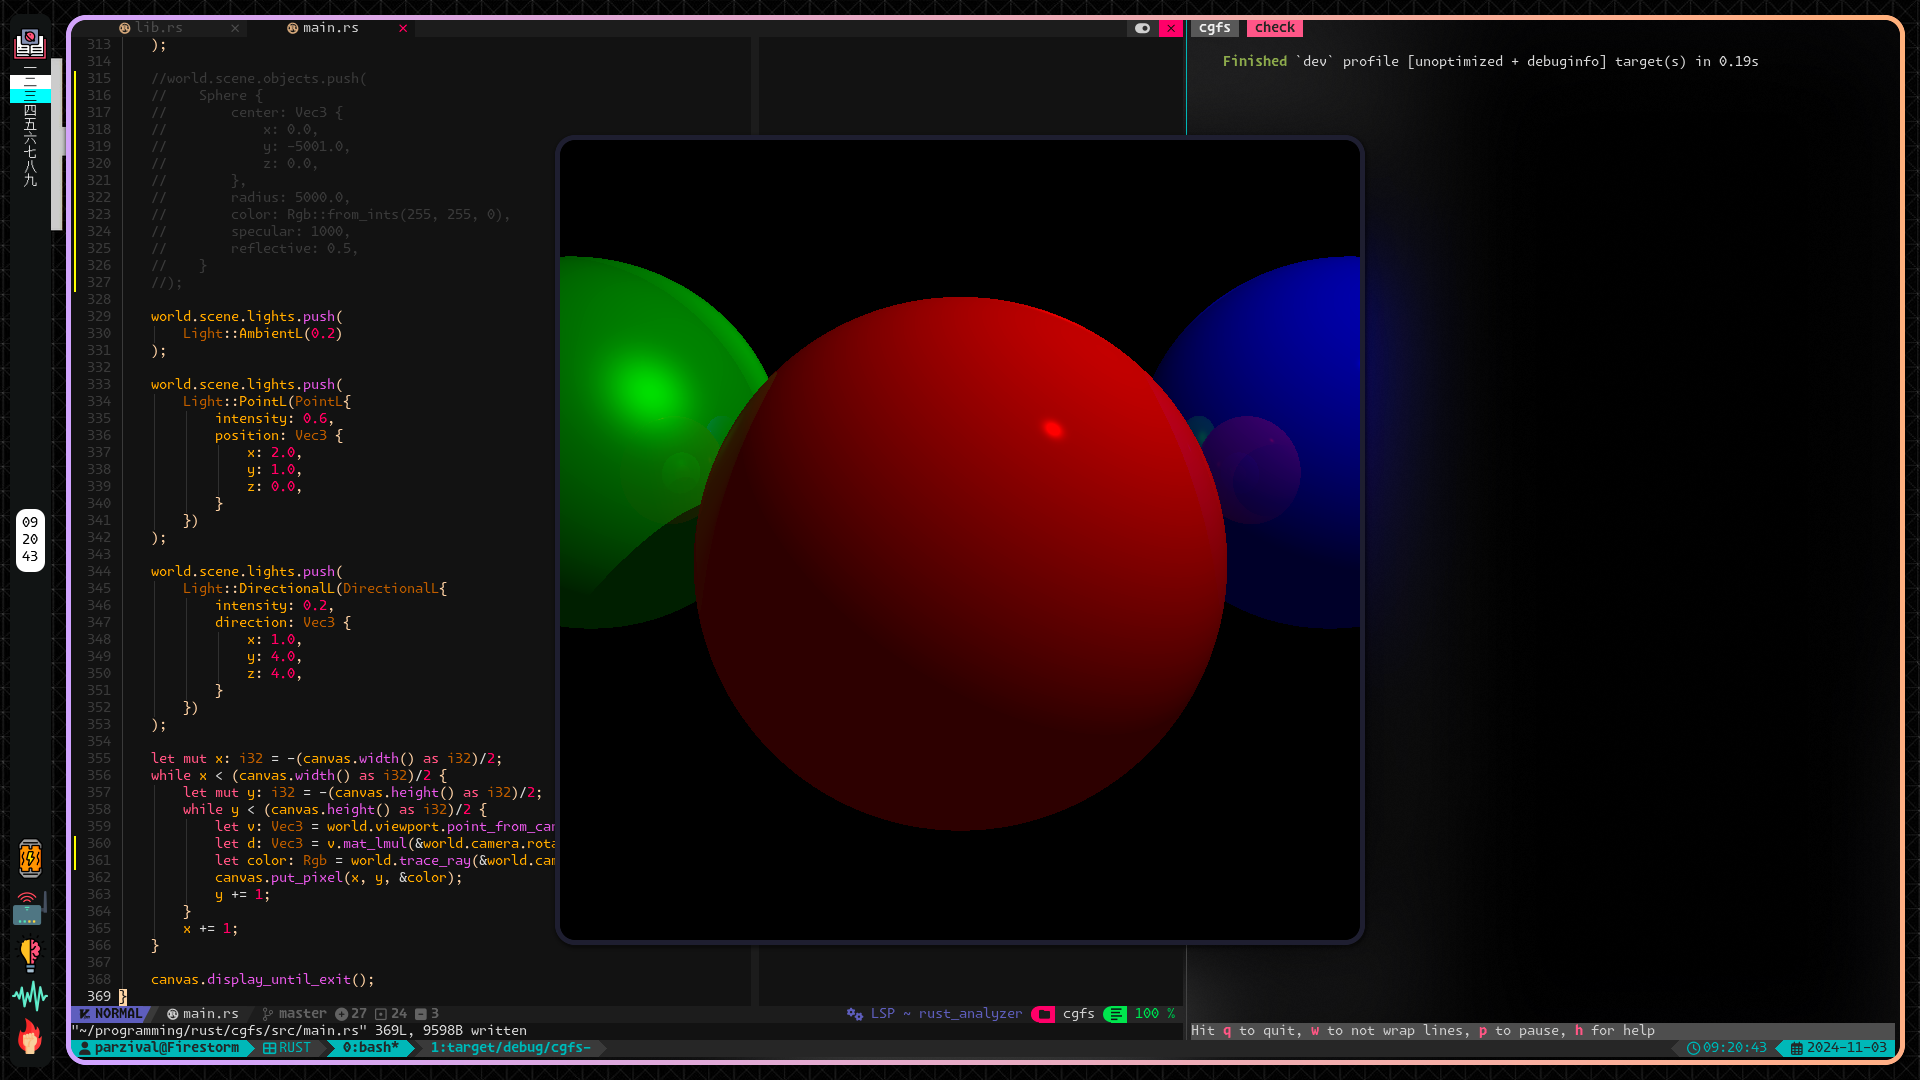 一
二
三
四
五
六
七
八
九
09
20
43
lib.rs
main.rs
313 );
314
315 //world.scene.objects.push(
316 // Sphere {
317 // center: Vec3 {
318 // x: 0.0,
319 // y: -5001.0,
320 // z: 0.0,
321 // },
322 // radius: 5000.0,
323 // color: Rgb::from_ints(255, 255, 0),
324 // specular: 1000,
325 // reflective: 0.5,
326 // }
327 //);
328
329 world.scene.lights.push(
330 Light::AmbientL(0.2)
331 );
332
333 world.scene.lights.push(
334 Light::PointL(PointL{
335 intensity: 0.6,
336 position: Vec3 {
337 x: 2.0,
338 y: 1.0,
339 z: 0.0,
340 }
341 })
342 );
343
344 world.scene.lights.push(
345 Light::DirectionalL(DirectionalL{
346 intensity: 0.2,
347 direction: Vec3 {
348 x: 1.0,
349 y: 4.0,
350 z: 4.0,
351 }
352 })
353 );
354
355 let mut x: i32 = -(canvas.width() as i32)/2;
356 while x < (canvas.width() as i32)/2 {
357 let mut y: i32 = -(canvas.height() as i32)/2;
358 while y < (canvas.height() as i32)/2 {
359 let v: Vec3 = world.viewport.point_from_can
360 let d: Vec3 = v.mat_lmul(&world.camera.rota
361 let color: Rgb = world.trace_ray(&world.cam
362 canvas.put_pixel(x, y, &color);
363 y += 1;
364 }
365 x += 1;
366 }
367
368 canvas.display_until_exit();
369 }
NORMAL main.rs master 27 24 3 LSP ~ rust_analyzer cgfs 100 %
"~/programming/rust/cgfs/src/main.rs" 369L, 9598B written
cgfs check
Finished `dev` profile [unoptimized + debuginfo] target(s) in 0.19s
Hit q to quit, w to not wrap lines, p to pause, h for help
parzival@Firestorm RUST 0:bash* 1:target/debug/cgfs- 09:20:43 2024-11-03